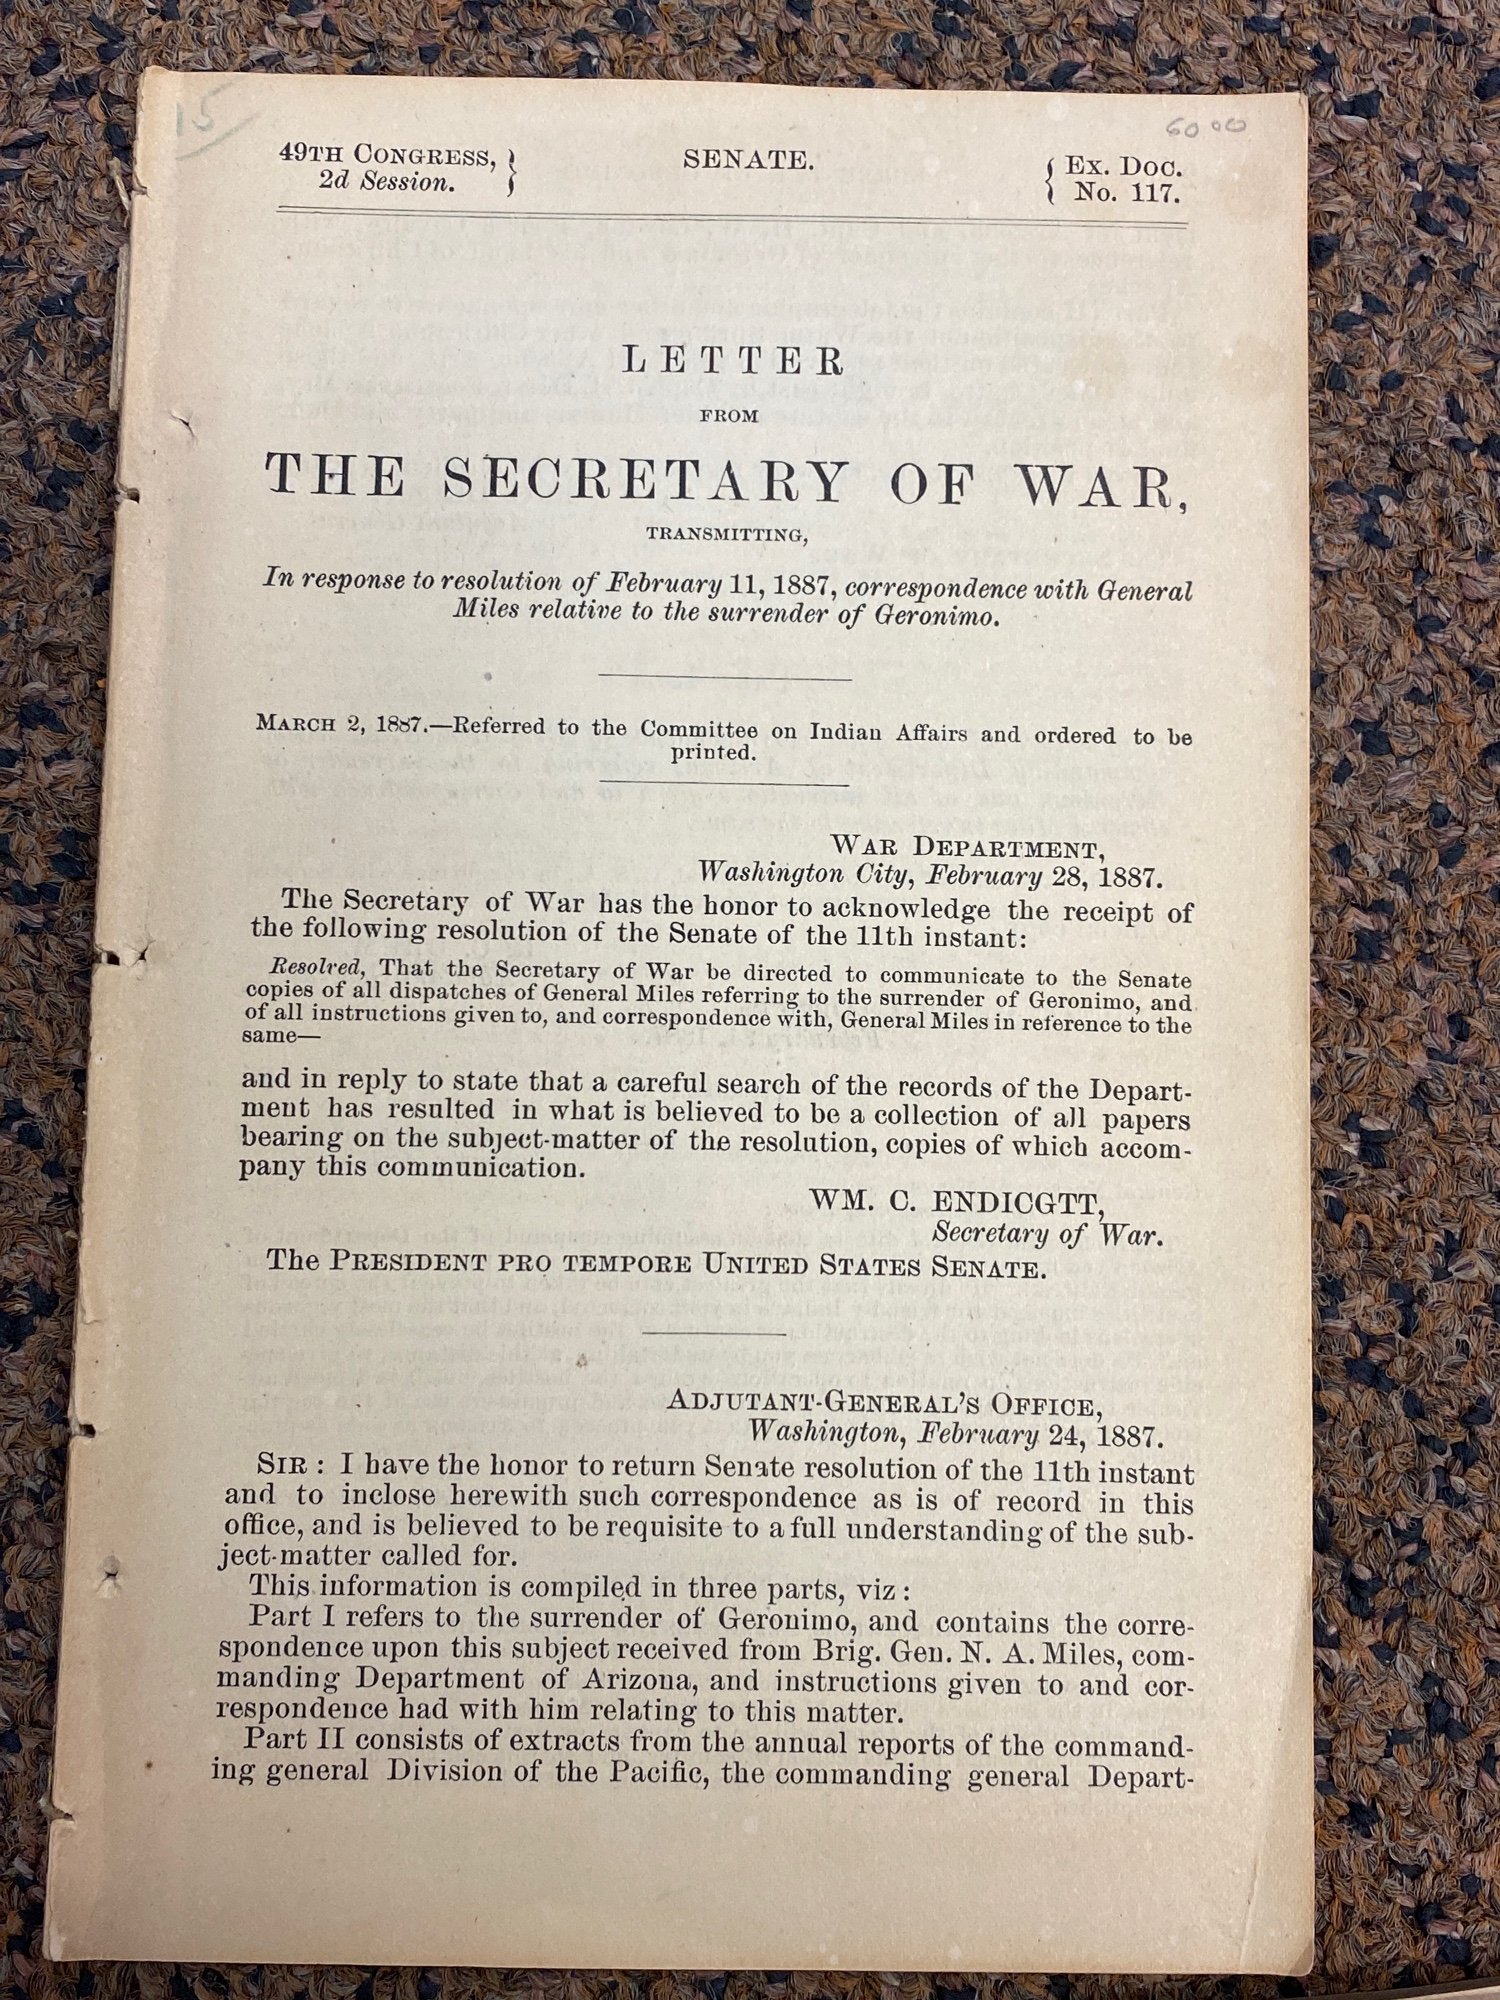 15
60 00
49TH CONGRESS, } SENATE. { Ex. Doc.
2d Session. No. 117.
LETTER
FROM
THE SECRETARY OF WAR,
TRANSMITTING,
In response to resolution of February 11, 1887, correspondence with General
Miles relative to the surrender of Geronimo.
MARCH 2, 1887.—Referred to the Committee on Indian Affairs and ordered to be
printed.
WAR DEPARTMENT,
Washington City, February 28, 1887.
The Secretary of War has the honor to acknowledge the receipt of
the following resolution of the Senate of the 11th instant:
Resolved, That the Secretary of War be directed to communicate to the Senate
copies of all dispatches of General Miles referring to the surrender of Geronimo, and
of all instructions given to, and correspondence with, General Miles in reference to the
same—
and in reply to state that a careful search of the records of the Depart-
ment has resulted in what is believed to be a collection of all papers
bearing on the subject-matter of the resolution, copies of which accom-
pany this communication.
WM. C. ENDICGTT,
Secretary of War.
The PRESIDENT PRO TEMPORE UNITED STATES SENATE.
ADJUTANT-GENERAL'S OFFICE,
Washington, February 24, 1887.
SIR: I have the honor to return Senate resolution of the 11th instant
and to inclose herewith such correspondence as is of record in this
office, and is believed to be requisite to a full understanding of the sub-
ject-matter called for.
This information is compiled in three parts, viz:
Part I refers to the surrender of Geronimo, and contains the corre-
spondence upon this subject received from Brig. Gen. N. A. Miles, com-
manding Department of Arizona, and instructions given to and cor-
respondence had with him relating to this matter.
Part II consists of extracts from the annual reports of the command-
ing general Division of the Pacific, the commanding general Depart-